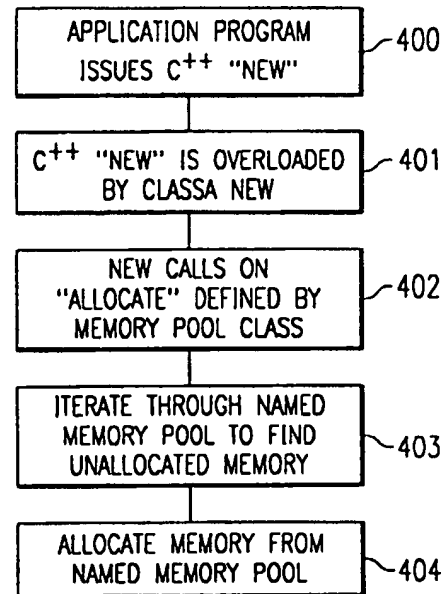 APPLICATION PROGRAM
ISSUES C++ "NEW"
400
C++ "NEW" IS OVERLOADED
BY CLASSA NEW
401
NEW CALLS ON
"ALLOCATE" DEFINED BY
MEMORY POOL CLASS
402
ITERATE THROUGH NAMED
MEMORY POOL TO FIND
UNALLOCATED MEMORY
403
ALLOCATE MEMORY FROM
NAMED MEMORY POOL
404